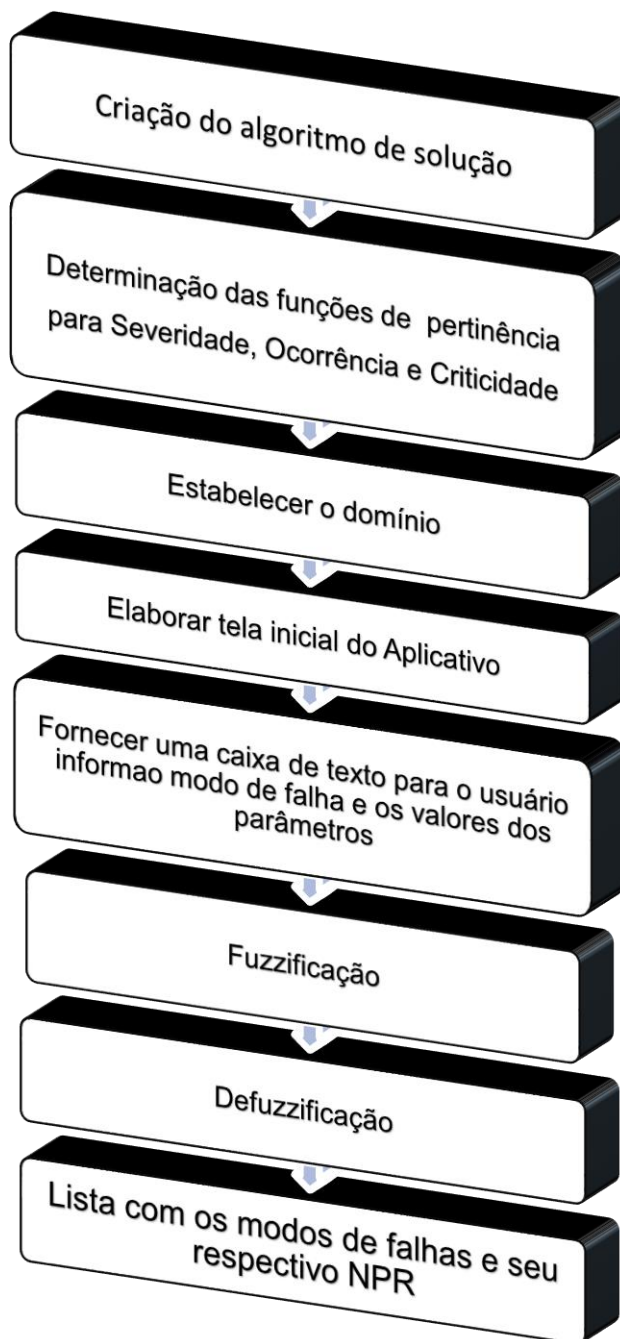 Criação do algoritmo de solução
Determinação das funções de pertinência
para Severidade, Ocorrência e Criticidade
Estabelecer o domínio
Elaborar tela inicial do Aplicativo
Fornecer uma caixa de texto para o usuário
informao modo de falha e os valores dos
parâmetros
Fuzzificação
Defuzzificação
Lista com os modos de falhas e seu
respectivo NPR